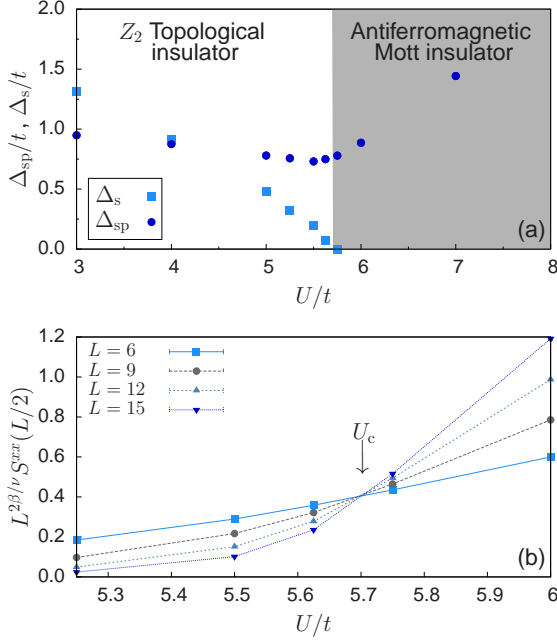 2.0
1.5
1.0
0.5
0.0
Δsp/t , Δs/t
Z2 Topological
insulator
Antiferromagnetic
Mott insulator
Δs
Δsp
(a)
3 4 5 6 7 8
U/t
1.2
1.0
0.8
0.6
0.4
0.2
0.0
L^{2β/ν} S^{xx}(L/2)
L = 6
L = 9
L = 12
L = 15
Uc
(b)
5.3 5.4 5.5 5.6 5.7 5.8 5.9 6
U/t